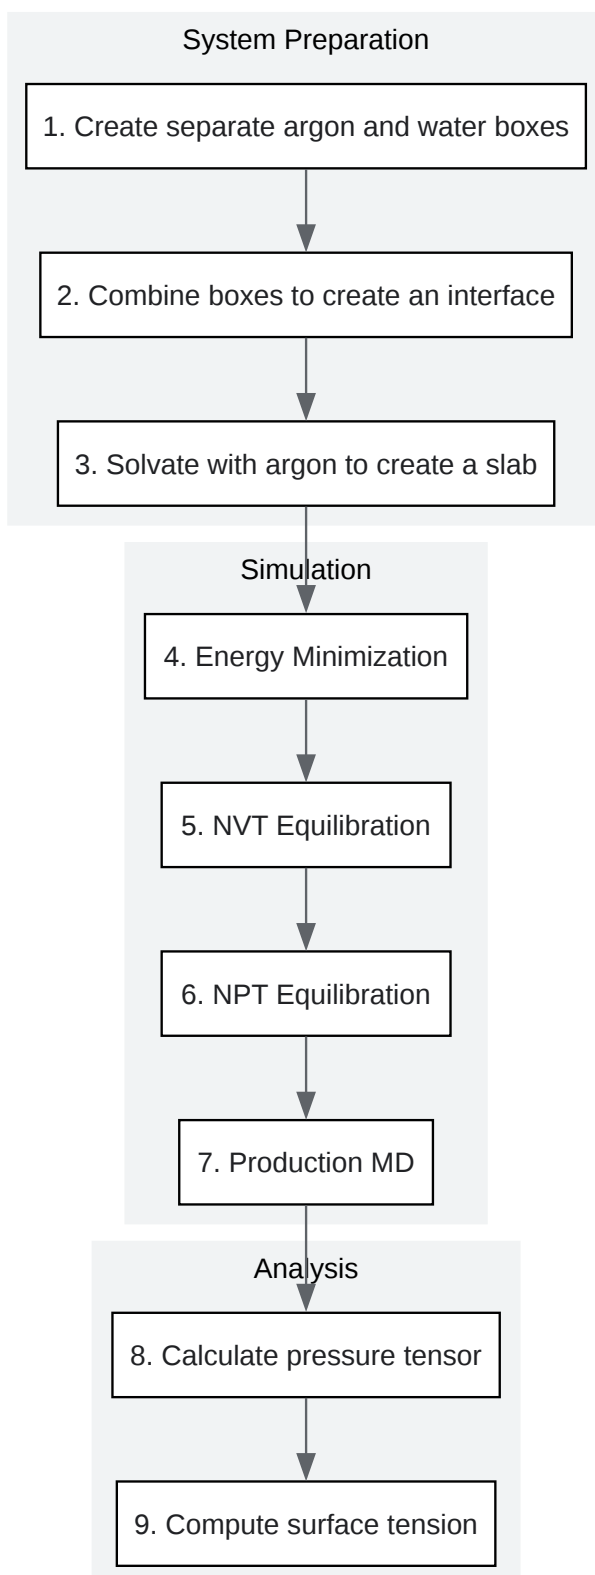 System Preparation
1. Create separate argon and water boxes
2. Combine boxes to create an interface
3. Solvate with argon to create a slab
Simulation
4. Energy Minimization
5. NVT Equilibration
6. NPT Equilibration
7. Production MD
Analysis
8. Calculate pressure tensor
9. Compute surface tension